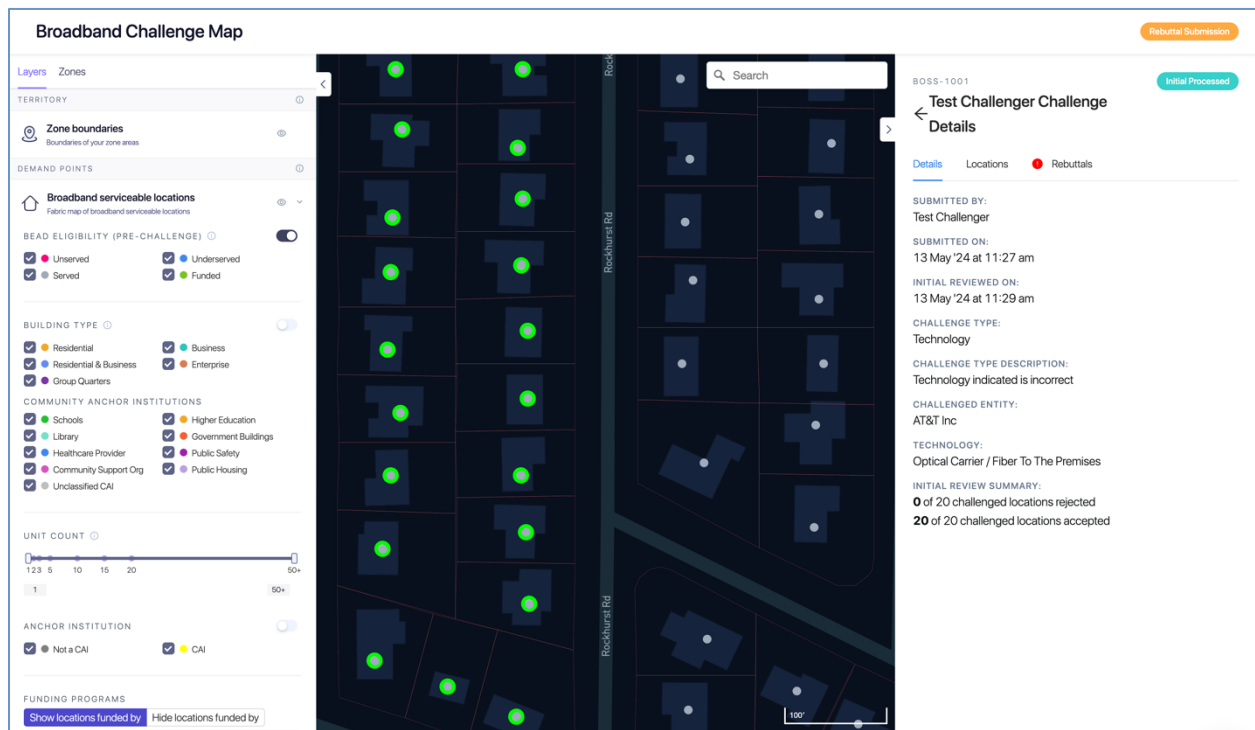 Broadband Challenge Map
Rebuttal Submission
Layers Zones
TERRITORY
Zone boundaries
Boundaries of your zone areas
DEMAND POINTS
Broadband serviceable locations
Fabric map of broadband serviceable locations
BEAD ELIGIBILITY (PRE-CHALLENGE)
Unserved Underserved
Served Funded
BUILDING TYPE
Residential Business
Residential & Business Enterprise
Group Quarters
COMMUNITY ANCHOR INSTITUTIONS
Schools Higher Education
Library Government Buildings
Healthcare Provider Public Safety
Community Support Org Public Housing
Unclassified CAI
UNIT COUNT
1 2 3 5 10 15 20 50+
1 50+
ANCHOR INSTITUTION
Not a CAI CAI
FUNDING PROGRAMS
Show locations funded by Hide locations funded by
Rockhurst Rd
Search
Rockhurst Rd
Rockhurst Rd
100'
BOSS-1001
Initial Processed
Test Challenger Challenge
Details
Details Locations Rebuttals
SUBMITTED BY:
Test Challenger
SUBMITTED ON:
13 May '24 at 11:27 am
INITIAL REVIEWED ON:
13 May '24 at 11:29 am
CHALLENGE TYPE:
Technology
CHALLENGE TYPE DESCRIPTION:
Technology indicated is incorrect
CHALLENGED ENTITY:
AT&T Inc
TECHNOLOGY:
Optical Carrier / Fiber To The Premises
INITIAL REVIEW SUMMARY:
0 of 20 challenged locations rejected
20 of 20 challenged locations accepted